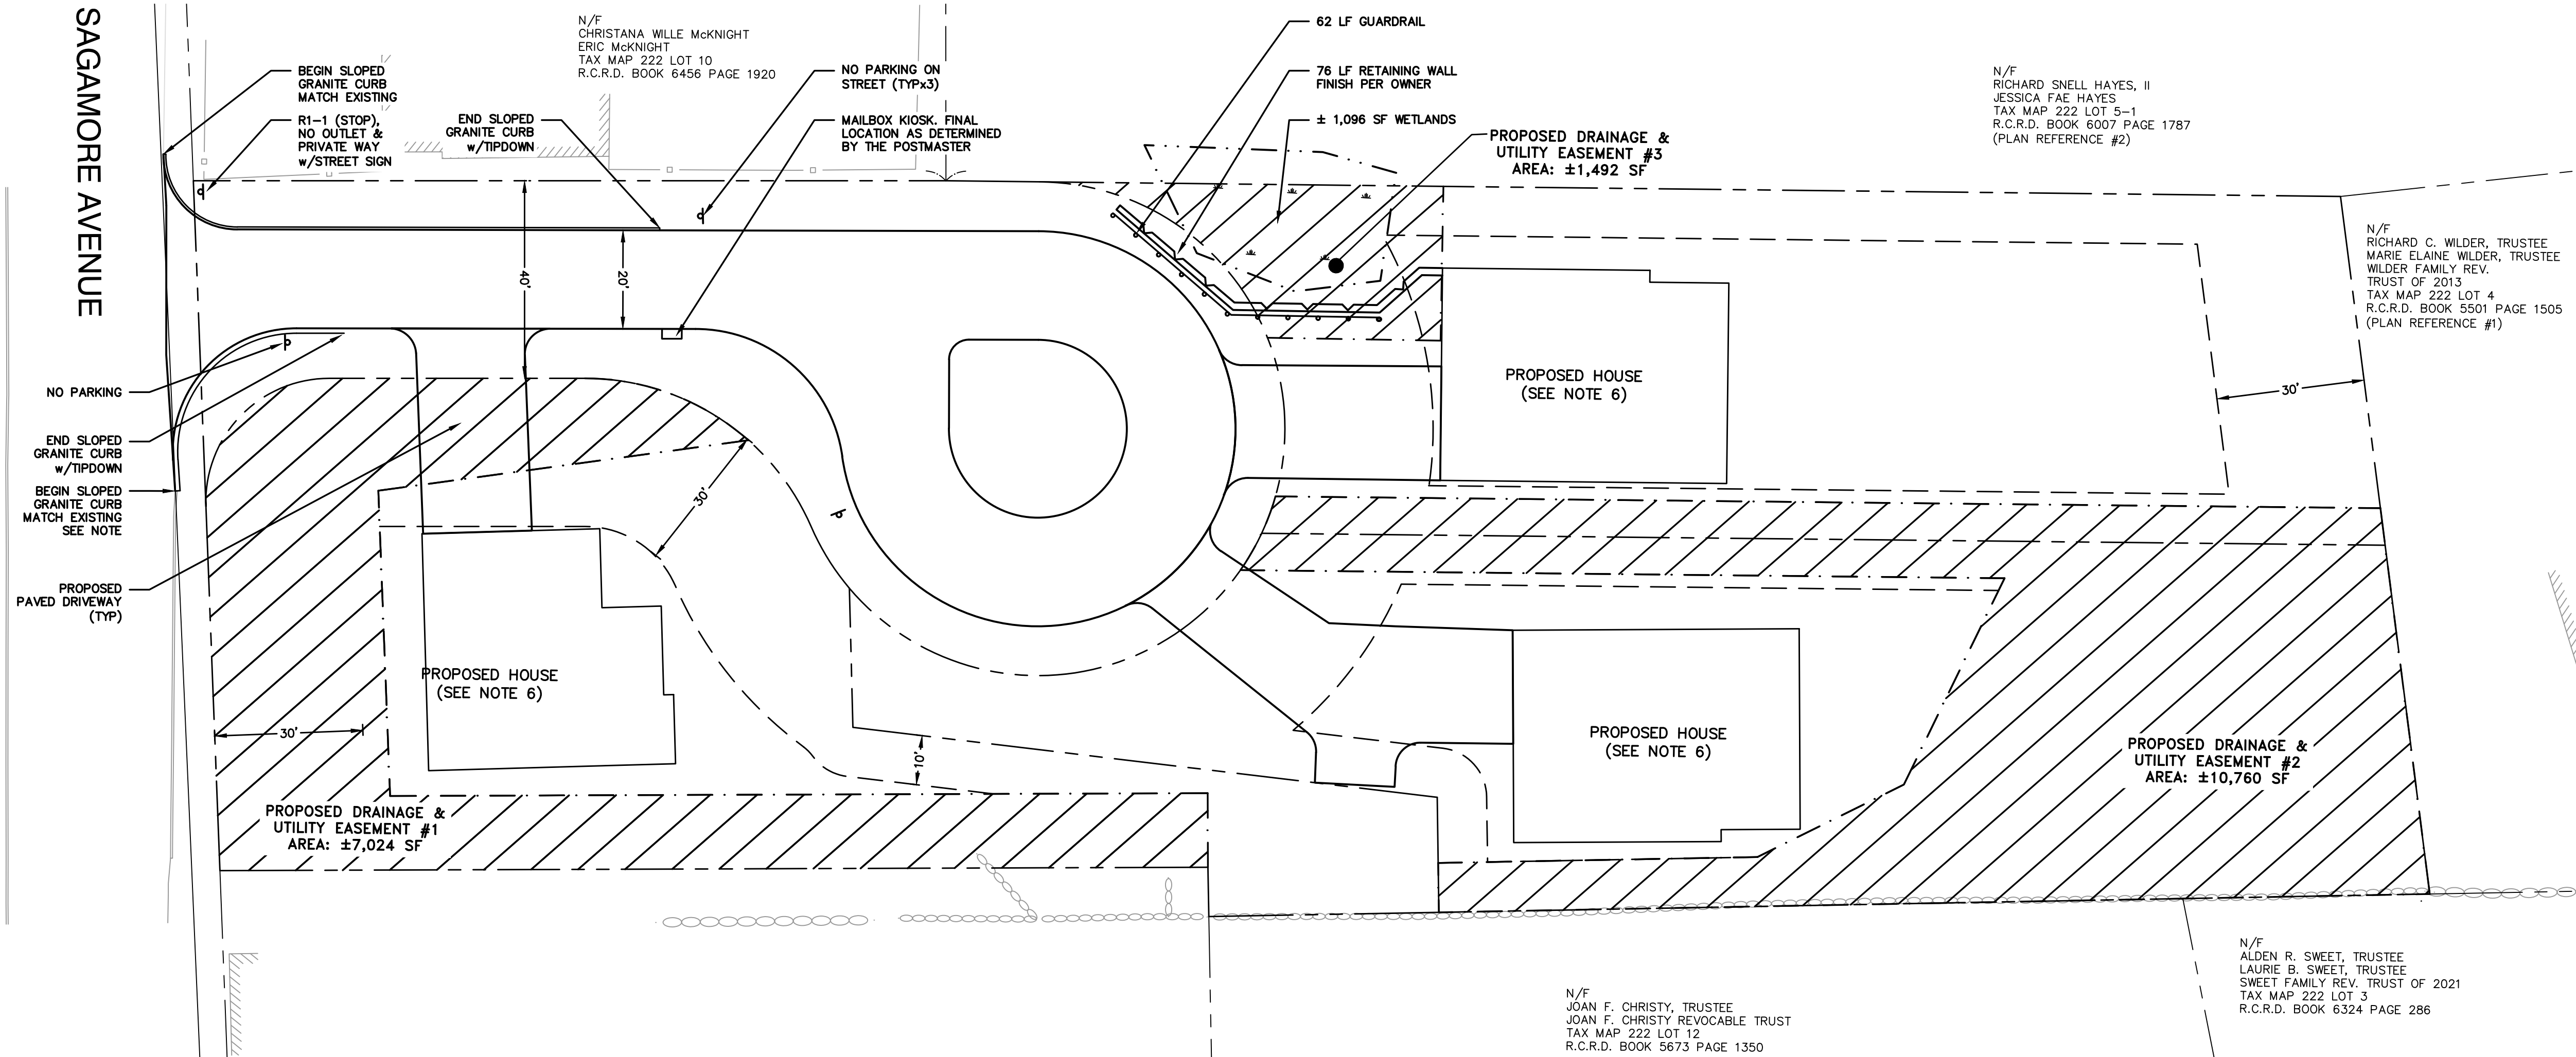 SAGAMORE AVENUE
N/F
CHRISTANA WILLE McKNIGHT
ERIC McKNIGHT
TAX MAP 222 LOT 10
R.C.R.D. BOOK 6456 PAGE 1920
BEGIN SLOPED
GRANITE CURB
MATCH EXISTING
R1-1 (STOP),
NO OUTLET &
PRIVATE WAY
w/STREET SIGN
END SLOPED
GRANITE CURB
w/TIPDOWN
NO PARKING ON
STREET (TYPx3)
MAILBOX KIOSK. FINAL
LOCATION AS DETERMINED
BY THE POSTMASTER
62 LF GUARDRAIL
76 LF RETAINING WALL
FINISH PER OWNER
± 1,096 SF WETLANDS
PROPOSED DRAINAGE &
UTILITY EASEMENT #3
AREA: ±1,492 SF
N/F
RICHARD SNELL HAYES, II
JESSICA FAE HAYES
TAX MAP 222 LOT 5-1
R.C.R.D. BOOK 6007 PAGE 1787
(PLAN REFERENCE #2)
N/F
RICHARD C. WILDER, TRUSTEE
MARIE ELAINE WILDER, TRUSTEE
WILDER FAMILY REV.
TRUST OF 2013
TAX MAP 222 LOT 4
R.C.R.D. BOOK 5501 PAGE 1505
(PLAN REFERENCE #1)
40'
20'
30'
NO PARKING
END SLOPED
GRANITE CURB
w/TIPDOWN
BEGIN SLOPED
GRANITE CURB
MATCH EXISTING
SEE NOTE
PROPOSED
PAVED DRIVEWAY
(TYP)
PROPOSED HOUSE
(SEE NOTE 6)
30'
PROPOSED HOUSE
(SEE NOTE 6)
30'
10'
PROPOSED HOUSE
(SEE NOTE 6)
PROPOSED DRAINAGE &
UTILITY EASEMENT #2
AREA: ±10,760 SF
PROPOSED DRAINAGE &
UTILITY EASEMENT #1
AREA: ±7,024 SF
N/F
ALDEN R. SWEET, TRUSTEE
LAURIE B. SWEET, TRUSTEE
SWEET FAMILY REV. TRUST OF 2021
TAX MAP 222 LOT 3
R.C.R.D. BOOK 6324 PAGE 286
N/F
JOAN F. CHRISTY, TRUSTEE
JOAN F. CHRISTY REVOCABLE TRUST
TAX MAP 222 LOT 12
R.C.R.D. BOOK 5673 PAGE 1350